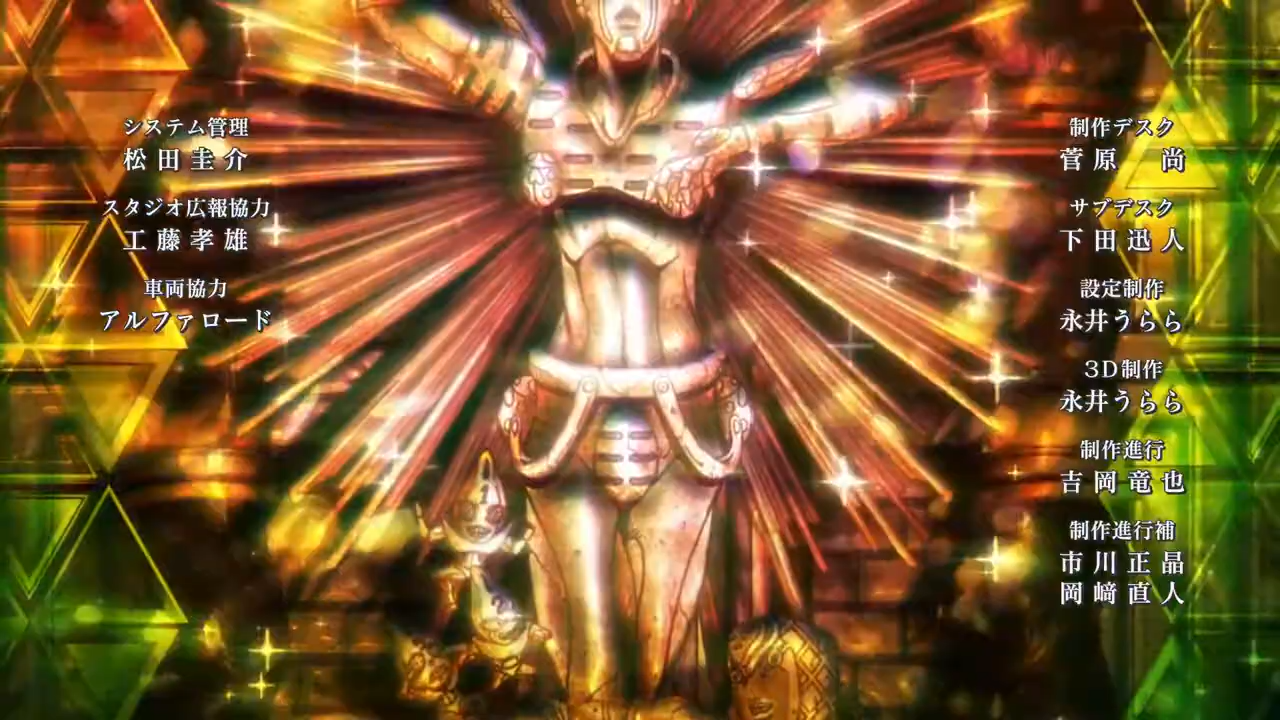 システム管理
松田圭介
スタジオ広報協力
工藤孝雄
車両協力
アルファロード
制作デスク
菅原 尚
サブデスク
下田迅人
設定制作
永井うらら
3D制作
永井うらら
制作進行
吉岡竜也
制作進行補
市川正晶
岡﨑直人